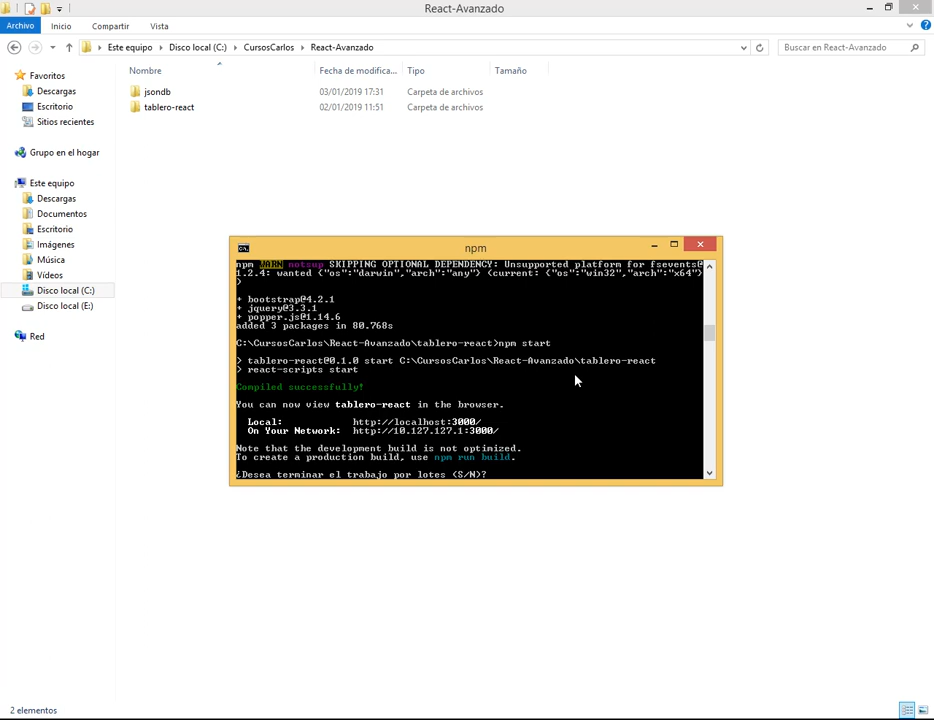 React-Avanzado
Archivo Inicio Compartir Vista
Este equipo Disco local (C:) CursosCarlos React-Avanzado
Buscar en React-Avanzado
Nombre Fecha de modifica... Tipo Tamaño
Favoritos
Descargas
Escritorio
Sitios recientes
Grupo en el hogar
Este equipo
Descargas
Documentos
Escritorio
Imágenes
Música
Vídeos
Disco local (C:)
Disco local (E:)
Red
jsondb 03/01/2019 17:31 Carpeta de archivos
tablero-react 02/01/2019 11:51 Carpeta de archivos
npm
npm WARN notsup SKIPPING OPTIONAL DEPENDENCY: Unsupported platform for fsevents@
1.2.4: wanted {"os":"darwin","arch":"any"} (current: {"os":"win32","arch":"x64"}
)
+ bootstrap@4.2.1
+ jquery@3.3.1
+ popper.js@1.14.6
added 3 packages in 80.768s
C:\CursosCarlos\React-Avanzado\tablero-react>npm start
> tablero-react@0.1.0 start C:\CursosCarlos\React-Avanzado\tablero-react
> react-scripts start
Compiled successfully!
You can now view tablero-react in the browser.
Local: http://localhost:3000/
On Your Network: http://10.127.127.1:3000/
Note that the development build is not optimized.
To create a production build, use npm run build.
¿Desea terminar el trabajo por lotes (S/N)?
2 elementos